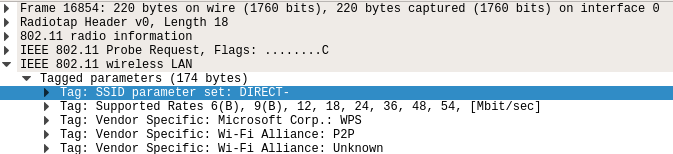 Frame 16854: 220 bytes on wire (1760 bits), 220 bytes captured (1760 bits) on interface 0
Radiotap Header v0, Length 18
802.11 radio information
IEEE 802.11 Probe Request, Flags: ........C
IEEE 802.11 wireless LAN
Tagged parameters (174 bytes)
Tag: SSID parameter set: DIRECT-
Tag: Supported Rates 6(B), 9(B), 12, 18, 24, 36, 48, 54, [Mbit/sec]
Tag: Vendor Specific: Microsoft Corp.: WPS
Tag: Vendor Specific: Wi-Fi Alliance: P2P
Tag: Vendor Specific: Wi-Fi Alliance: Unknown